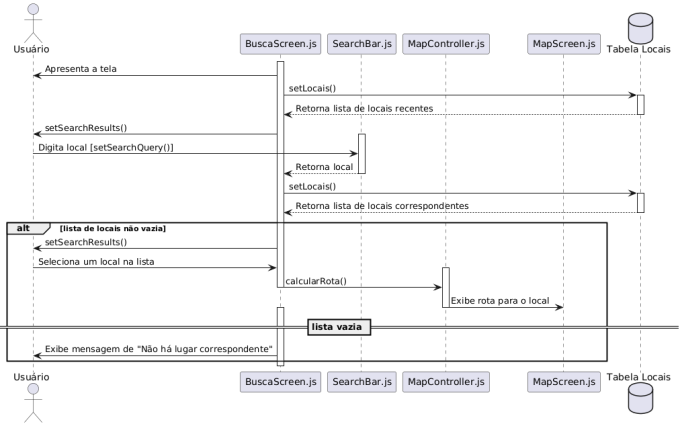 Usuário
BuscaScreen.js
SearchBar.js
MapController.js
MapScreen.js
Tabela Locais
Apresenta a tela
setLocais()
Retorna lista de locais recentes
setSearchResults()
Digita local [setSearchQuery()]
Retorna local
setLocais()
Retorna lista de locais correspondentes
alt
[lista de locais não vazia]
setSearchResults()
Seleciona um local na lista
calcularRota()
Exibe rota para o local
lista vazia
Exibe mensagem de "Não há lugar correspondente"
Usuário
BuscaScreen.js
SearchBar.js
MapController.js
MapScreen.js
Tabela Locais